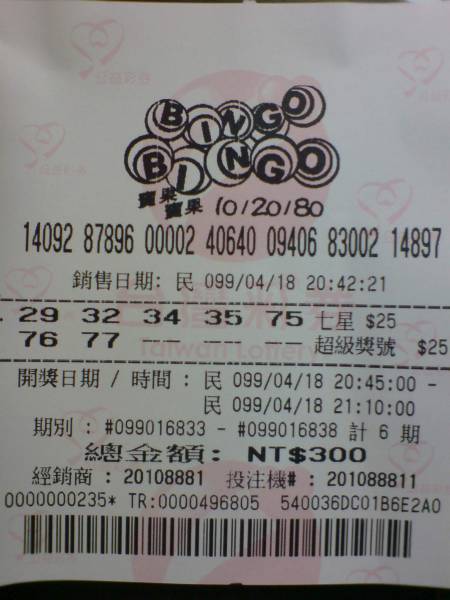 BINGO
BINGO
賓果
賓果 10/20/80
14092 87896 00002 40640 09406 83002 14897
銷售日期: 民 099/04/18 20:42:21
. 29 32 34 35 75 七星 $25
76 77 -- -- -- 超級獎號 $25
Taiwan Lottery
開獎日期 / 時間 : 民 099/04/18 20:45:00 -
民 099/04/18 21:10:00
期別 : #099016833 - #099016838 計 6 期
總金額: NT$300
經銷商 : 20108881 投注機# : 201088811
0000000235* TR:0000496805 540036DC01B6E2A0